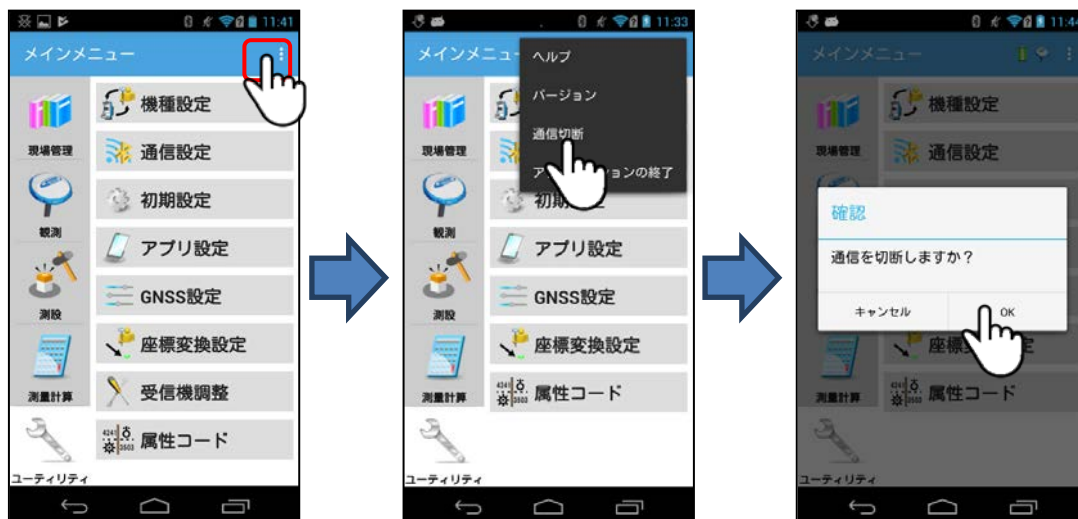 11:41
メインメニュー
現場管理
観測
測設
測量計算
ユーティリティ
機種設定
通信設定
初期設定
アプリ設定
GNSS設定
座標変換設定
受信機調整
属性コード
11:33
メインメニュー
ヘルプ
バージョン
通信切断
の終了
現場管理
観測
測設
測量計算
ユーティリティ
アプリ設定
GNSS設定
座標変換設定
属性コード
11:44
メインメニュー
機種設定
通信設定
現場管理
確認
通信を切断しますか？
キャンセル
OK
測量計算
属性コード
ユーティリティ